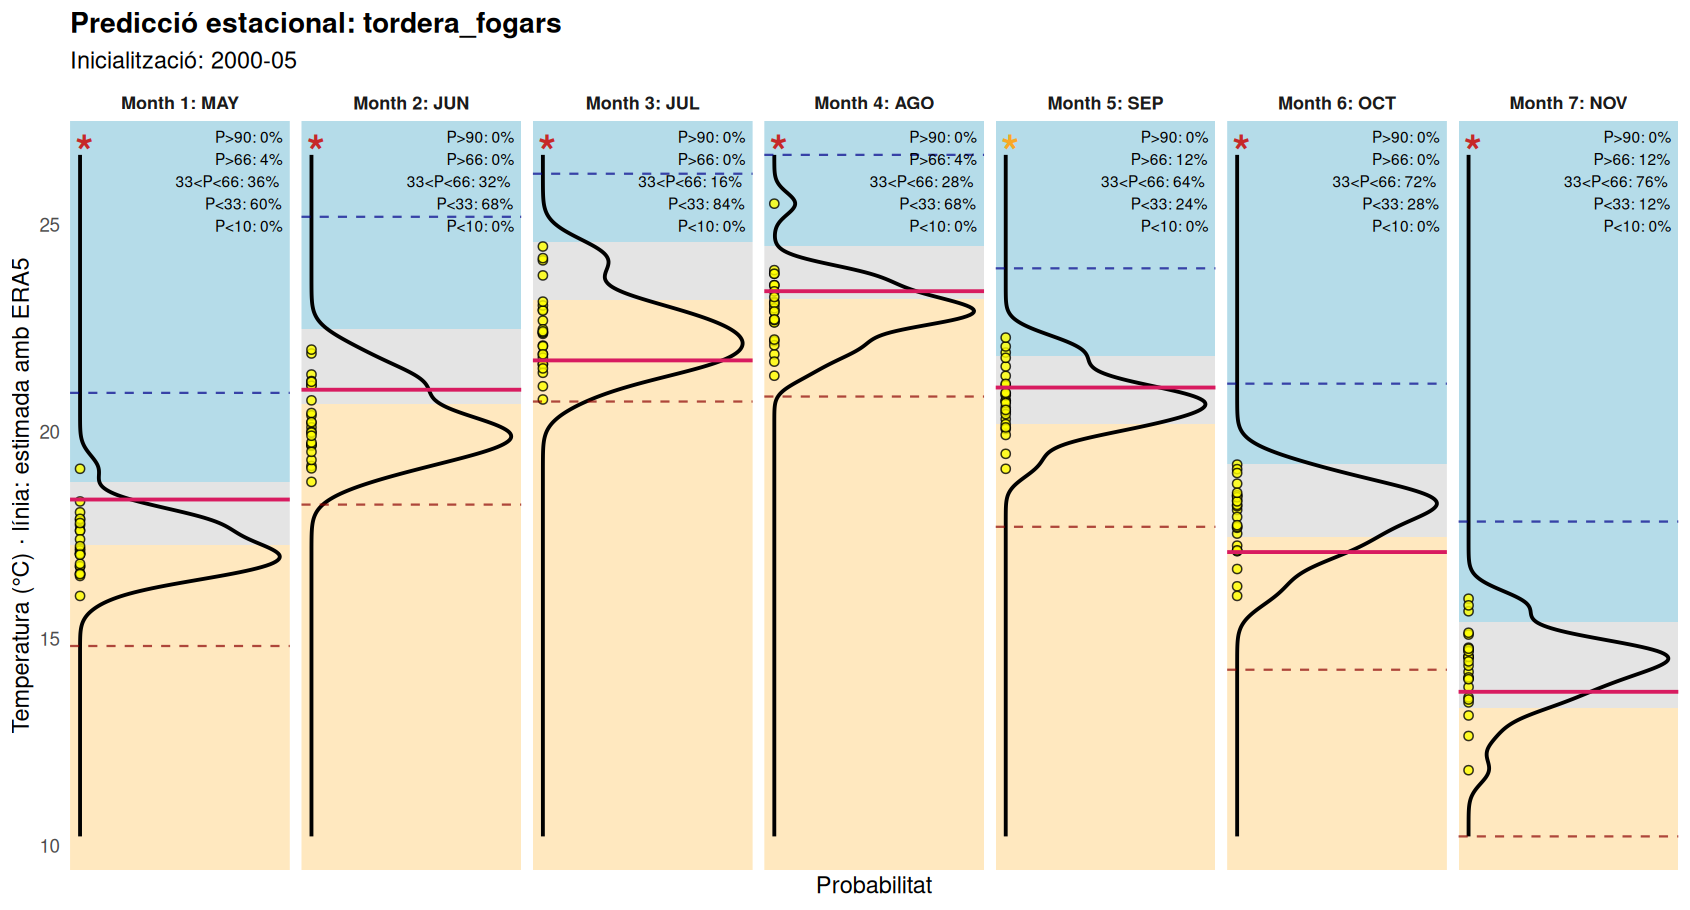 Predicció estacional: tordera_fogars
Inicialització: 2000-05
Month 1: MAY
Month 2: JUN
Month 3: JUL
Month 4: AGO
Month 5: SEP
Month 6: OCT
Month 7: NOV
*
P>90: 0%
P>66: 4%
33<P<66: 36%
P<33: 60%
P<10: 0%
*
P>90: 0%
P>66: 0%
33<P<66: 32%
P<33: 68%
P<10: 0%
*
P>90: 0%
P>66: 0%
33<P<66: 16%
P<33: 84%
P<10: 0%
*
P>90: 0%
P>66: 4%
33<P<66: 28%
P<33: 68%
P<10: 0%
*
P>90: 0%
P>66: 12%
33<P<66: 64%
P<33: 24%
P<10: 0%
*
P>90: 0%
P>66: 0%
33<P<66: 72%
P<33: 28%
P<10: 0%
*
P>90: 0%
P>66: 12%
33<P<66: 76%
P<33: 12%
P<10: 0%
25
20
15
10
Temperatura (°C) · línia: estimada amb ERA5
Probabilitat